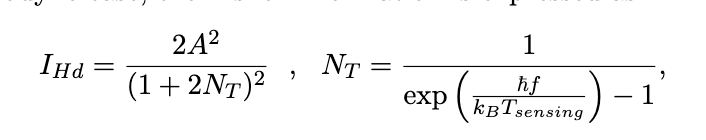 I_{Hd} = \frac{2A^2}{(1 + 2N_T)^2} , N_T = \frac{1}{\exp\left(\frac{\hbar f}{k_B T_{sensing}}\right) - 1},